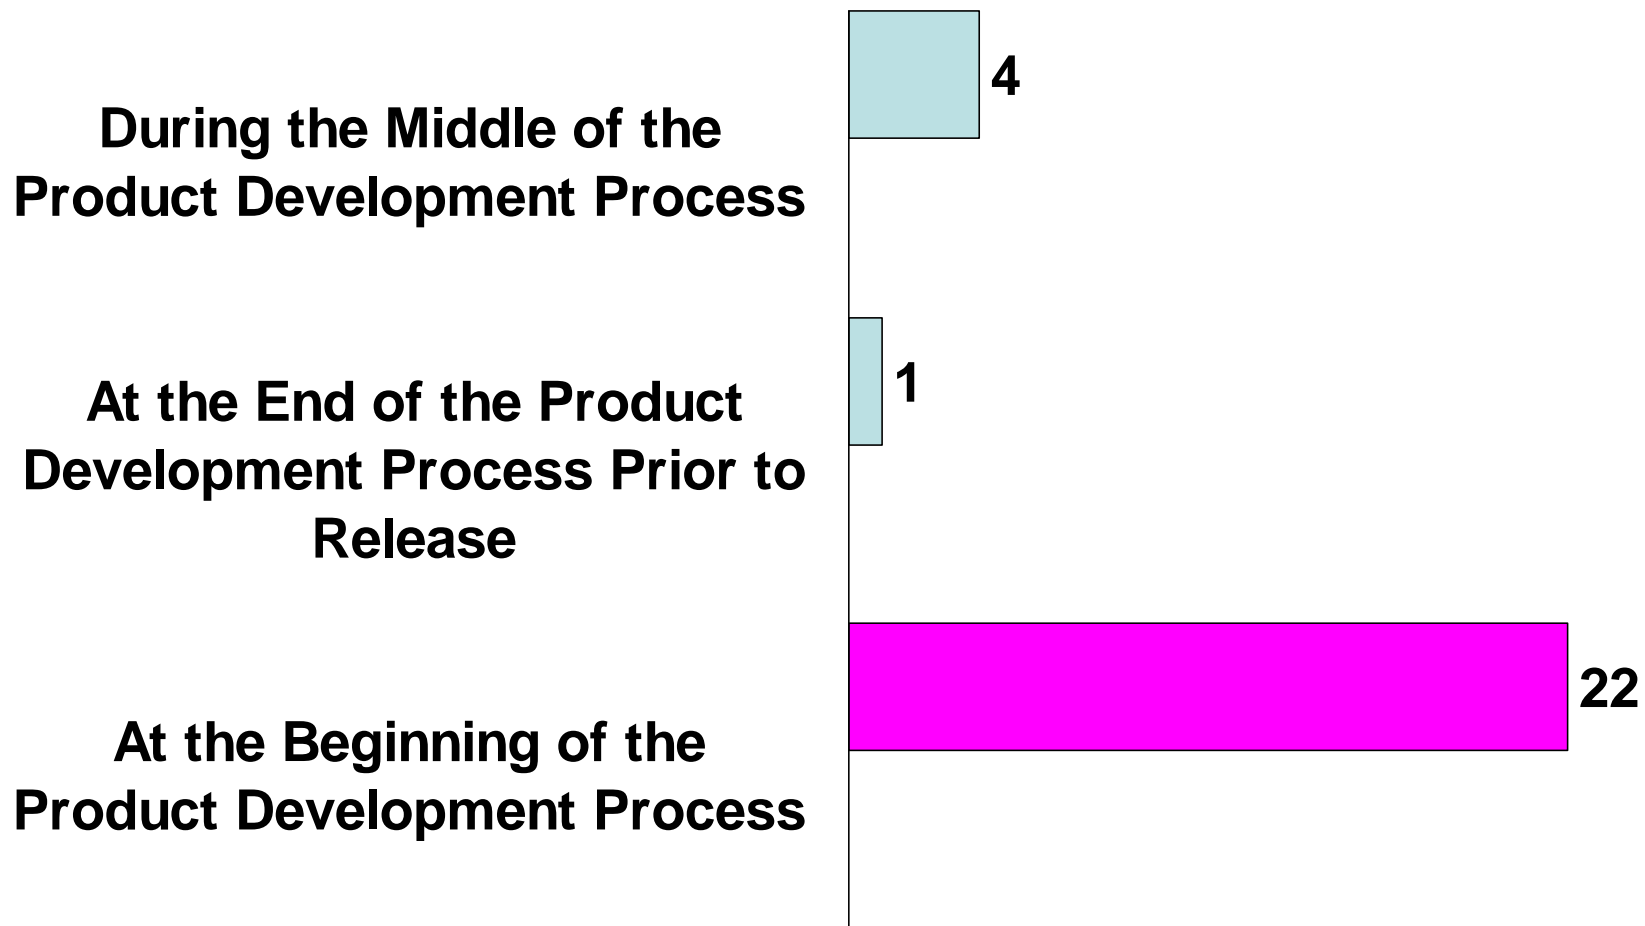 4
During the Middle of the
Product Development Process
1
At the End of the Product
Development Process Prior to
Release
22
At the Beginning of the
Product Development Process